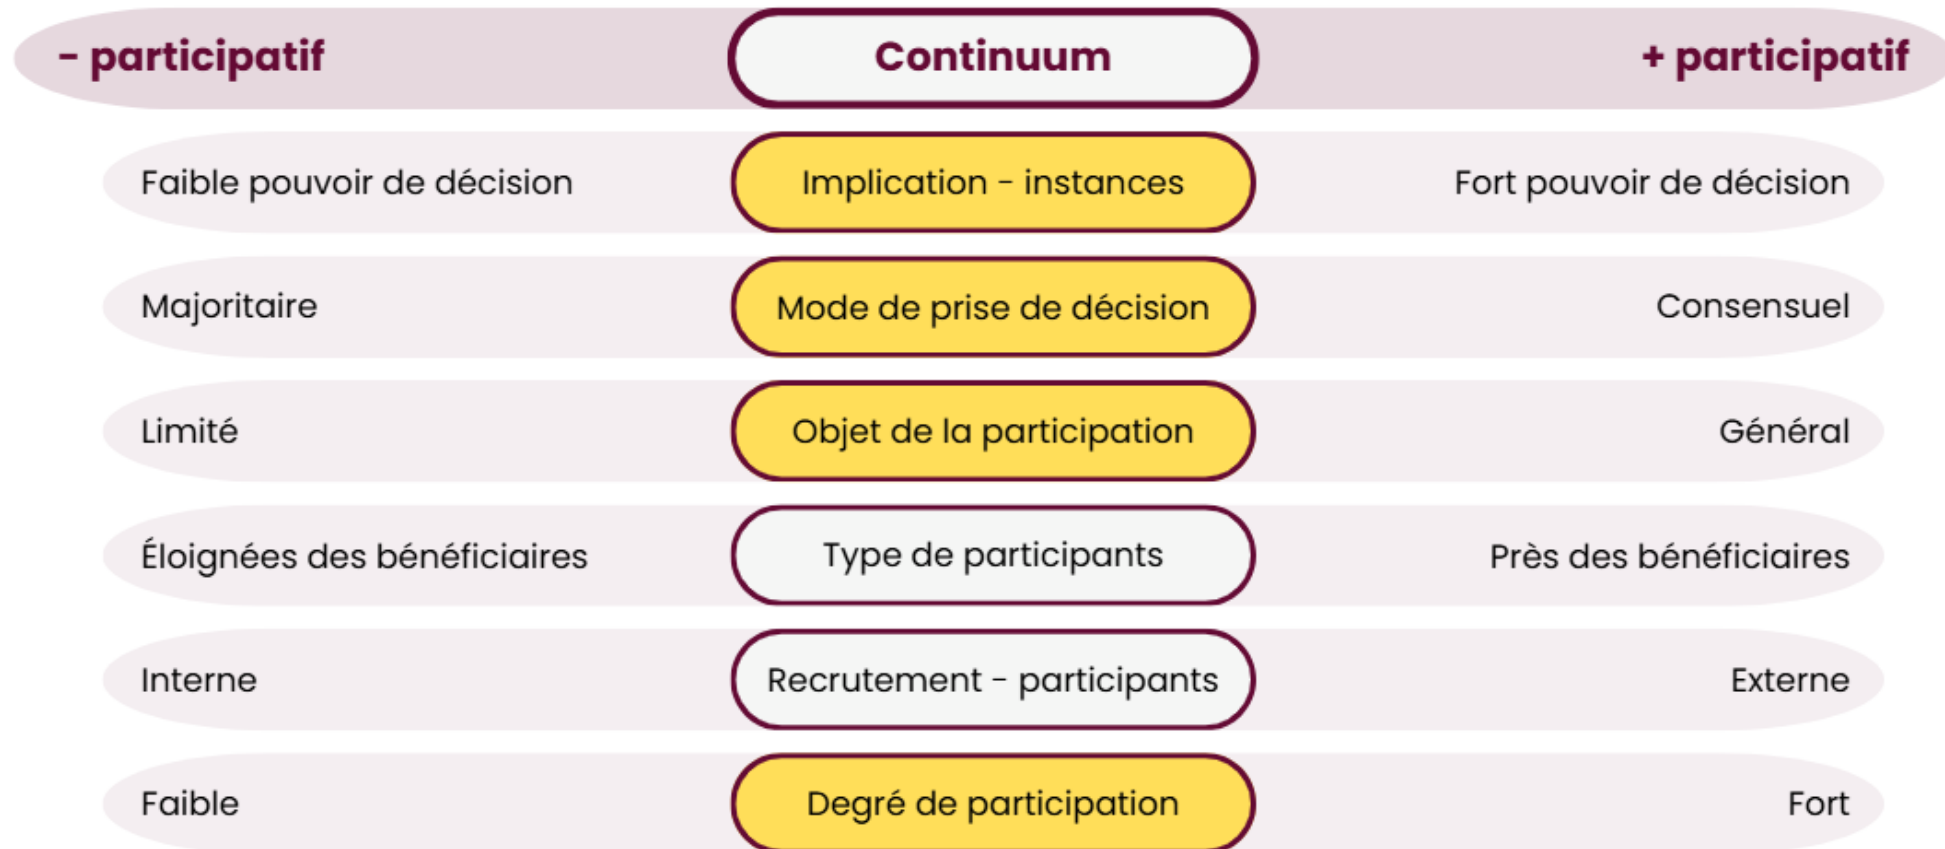 - participatif
Continuum
+ participatif
Faible pouvoir de décision
Implication - instances
Fort pouvoir de décision
Majoritaire
Mode de prise de décision
Consensuel
Limité
Objet de la participation
Général
Éloignées des bénéficiaires
Type de participants
Près des bénéficiaires
Interne
Recrutement - participants
Externe
Faible
Degré de participation
Fort